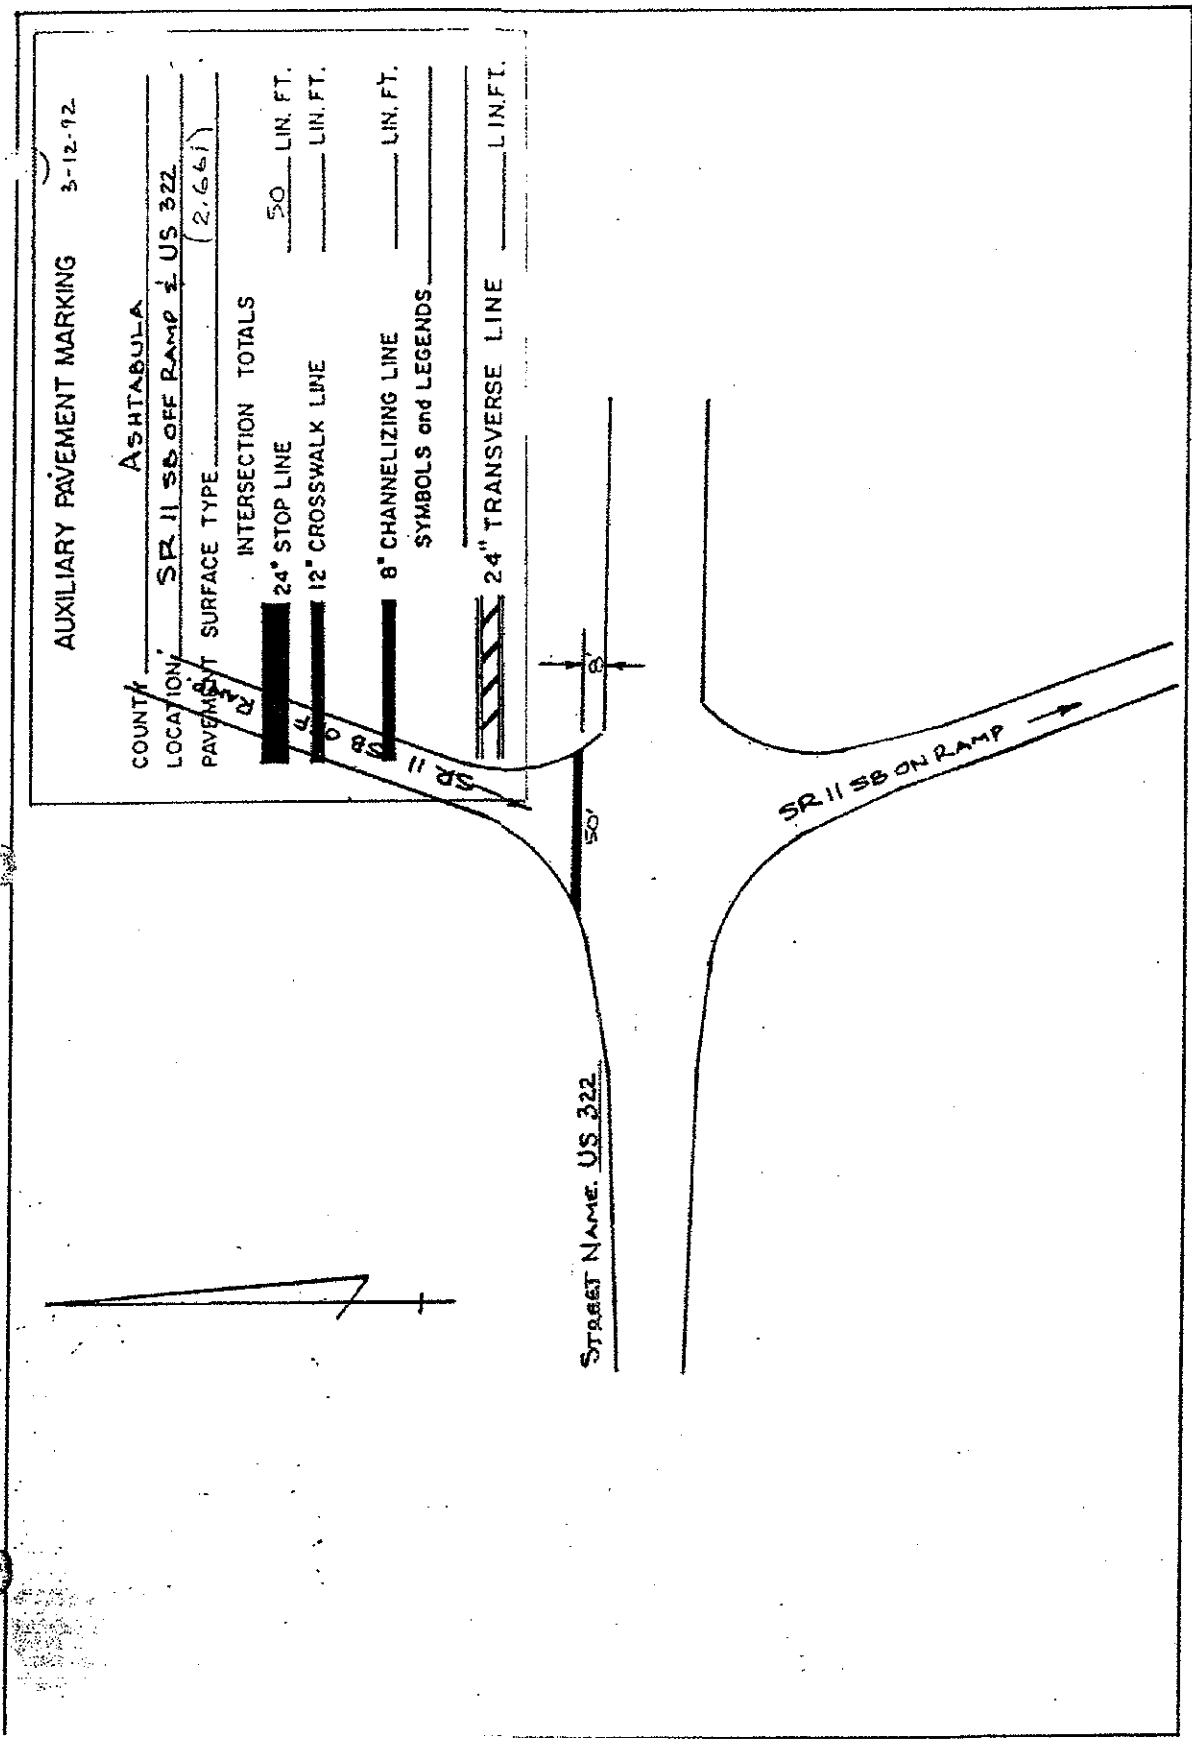 AUXILIARY PAVEMENT MARKING 3-12-92
COUNTY ASHTABULA
LOCATION SR 11 SB OFF RAMP & US 322
PAVEMENT SURFACE TYPE (2.661)
INTERSECTION TOTALS
24" STOP LINE 50 LIN. FT.
12" CROSSWALK LINE LIN. FT.
8" CHANNELIZING LINE LIN. FT.
SYMBOLS and LEGENDS
24" TRANSVERSE LINE LIN. FT.
SR 11 SB OFF RAMP
8'
50'
STREET NAME. US 322
SR 11 SB ON RAMP